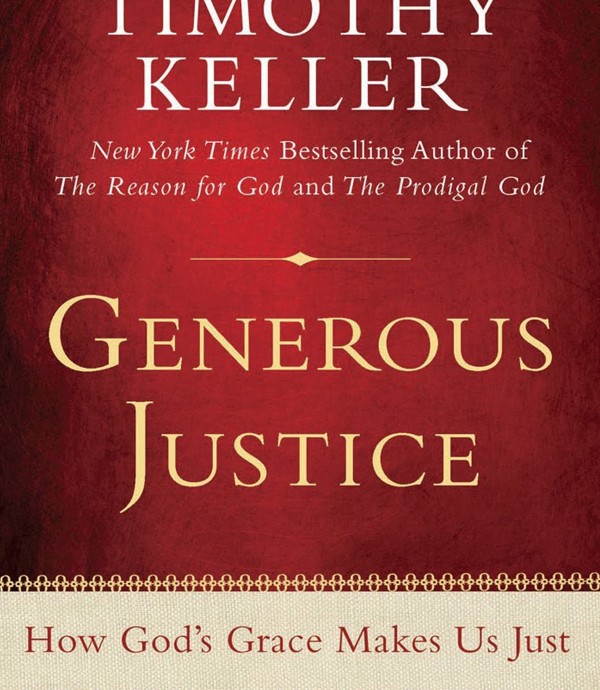 TIMOTHY
KELLER
New York Times Bestselling Author of
The Reason for God and The Prodigal God
GENEROUS
JUSTICE
How God's Grace Makes Us Just